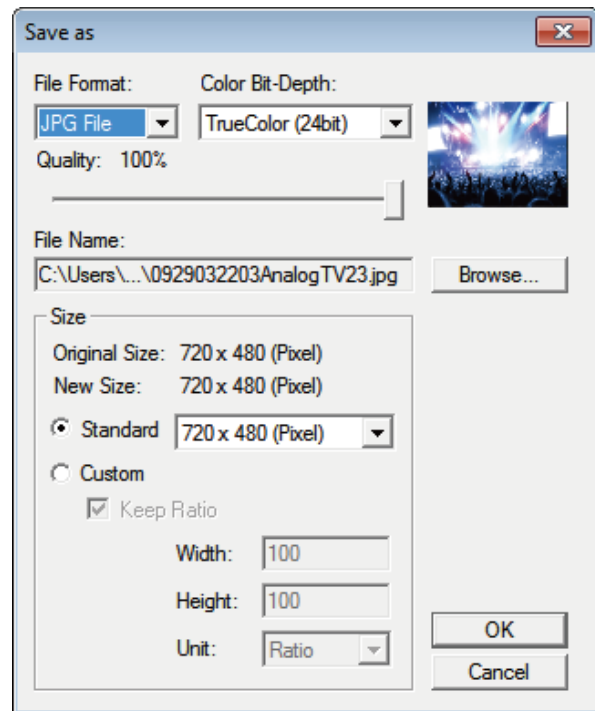 Save as
File Format: Color Bit-Depth:
JPG File TrueColor (24bit)
Quality: 100%
File Name:
C:\Users\...\0929032203AnalogTV23.jpg Browse...
Size
Original Size: 720 x 480 (Pixel)
New Size: 720 x 480 (Pixel)
Standard 720 x 480 (Pixel)
Custom
Keep Ratio
Width: 100
Height: 100
Unit: Ratio
OK
Cancel